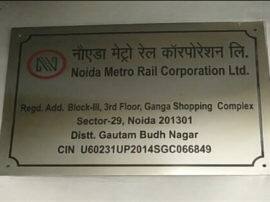 नौएडा मेट्रो रेल कॉरपोरेशन लि.
Noida Metro Rail Corporation Ltd.
Regd. Add. Block-III, 3rd Floor, Ganga Shopping Complex
Sector-29, Noida 201301
Distt. Gautam Budh Nagar
CIN U60231UP2014SGC066849